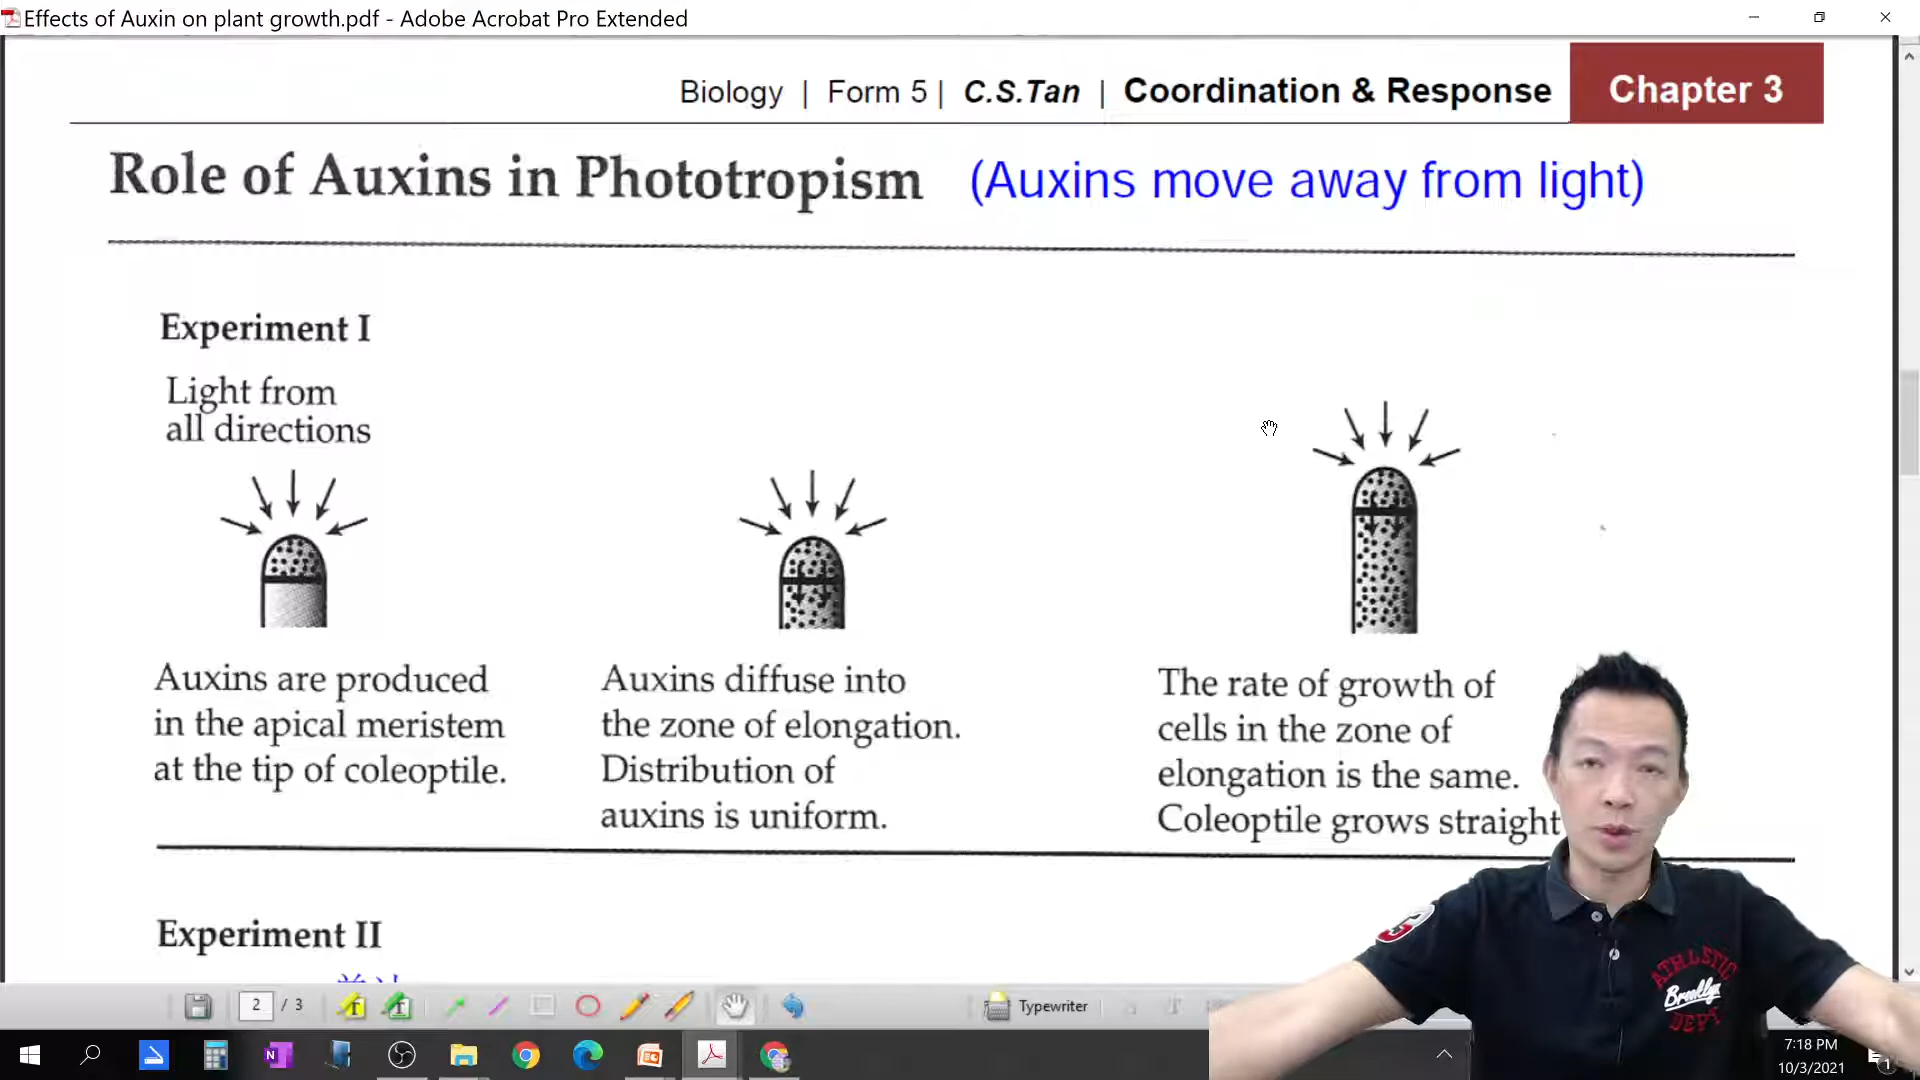 Effects of Auxin on plant growth.pdf - Adobe Acrobat Pro Extended
Biology | Form 5 | C.S.Tan | Coordination & Response
Chapter 3
Role of Auxins in Phototropism (Auxins move away from light)
Experiment I
Light from
all directions
Auxins are produced
in the apical meristem
at the tip of coleoptile.
Auxins diffuse into
the zone of elongation.
Distribution of
auxins is uniform.
The rate of growth of
cells in the zone of
elongation is the same.
Coleoptile grows straight
Experiment II
2 / 3
Typewriter
ATHLETIC
Brooklyn
DEPT
7:18 PM
10/3/2021
1